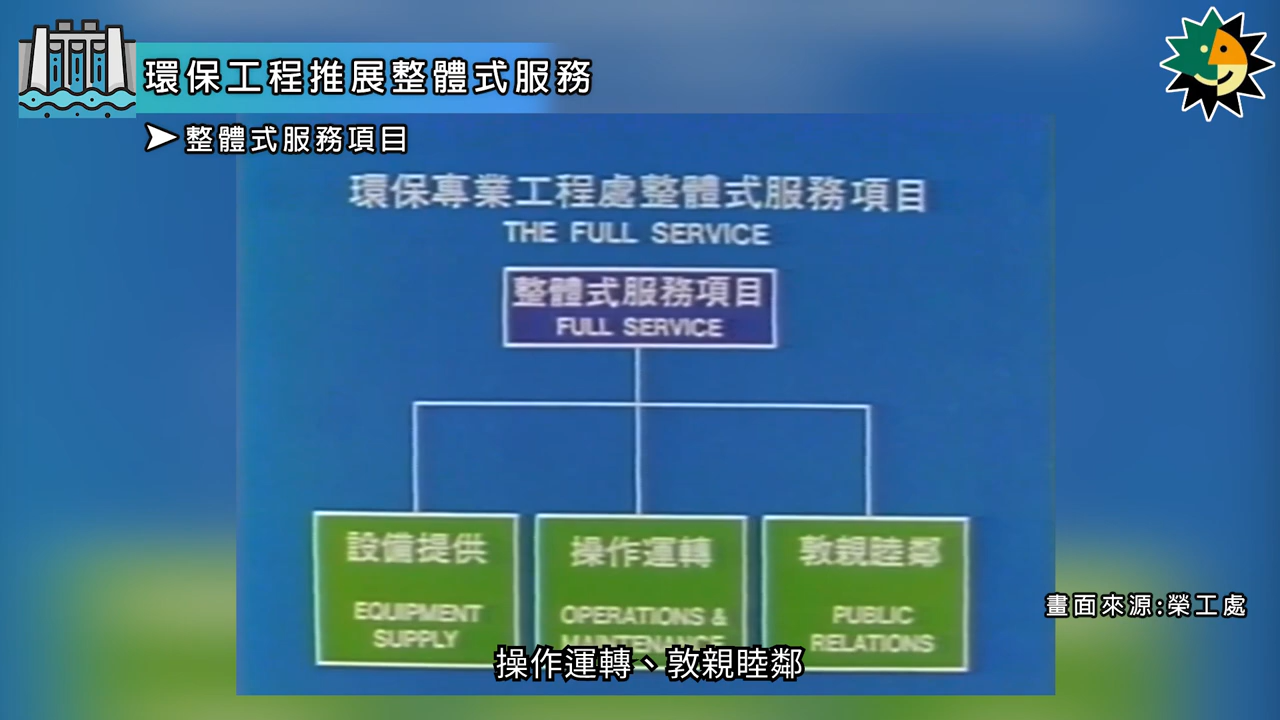 環保工程推展整體式服務
➤整體式服務項目
環保專業工程處整體式服務項目
THE FULL SERVICE
整體式服務項目
FULL SERVICE
設備提供
EQUIPMENT
SUPPLY
操作運轉
OPERATIONS &
MAINTENANCE
敦親睦鄰
PUBLIC
RELATIONS
畫面來源:榮工處
操作運轉、敦親睦鄰